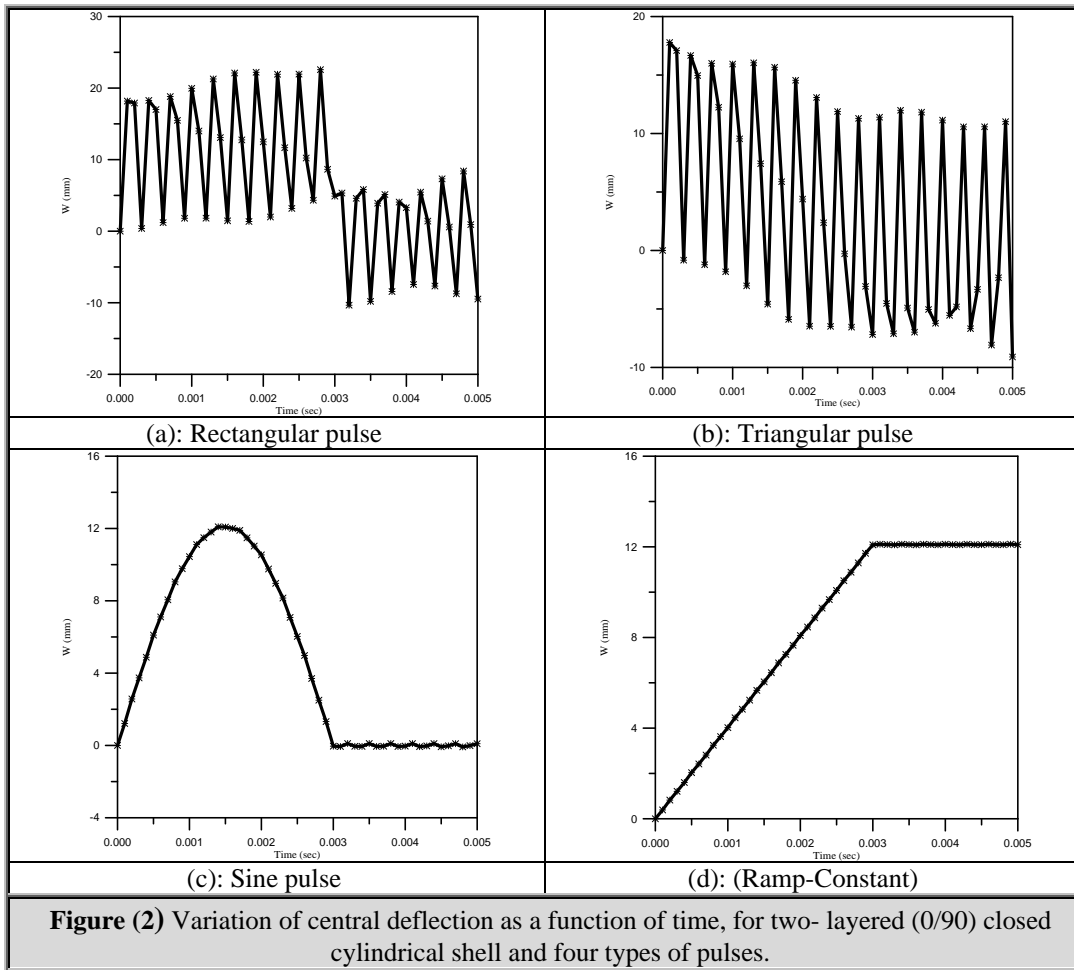 30
20
10
0
-10
-20
W (mm)
0.000 0.001 0.002 0.003 0.004 0.005
Time (sec)
(a): Rectangular pulse
20
10
0
-10
W (mm)
0.000 0.001 0.002 0.003 0.004 0.005
Time (sec)
(b): Triangular pulse
16
12
8
4
0
-4
W (mm)
0.000 0.001 0.002 0.003 0.004 0.005
Time (sec)
(c): Sine pulse
16
12
8
4
0
W (mm)
0.000 0.001 0.002 0.003 0.004 0.005
Time (sec)
(d): (Ramp-Constant)
Figure (2) Variation of central deflection as a function of time, for two- layered (0/90) closed
cylindrical shell and four types of pulses.